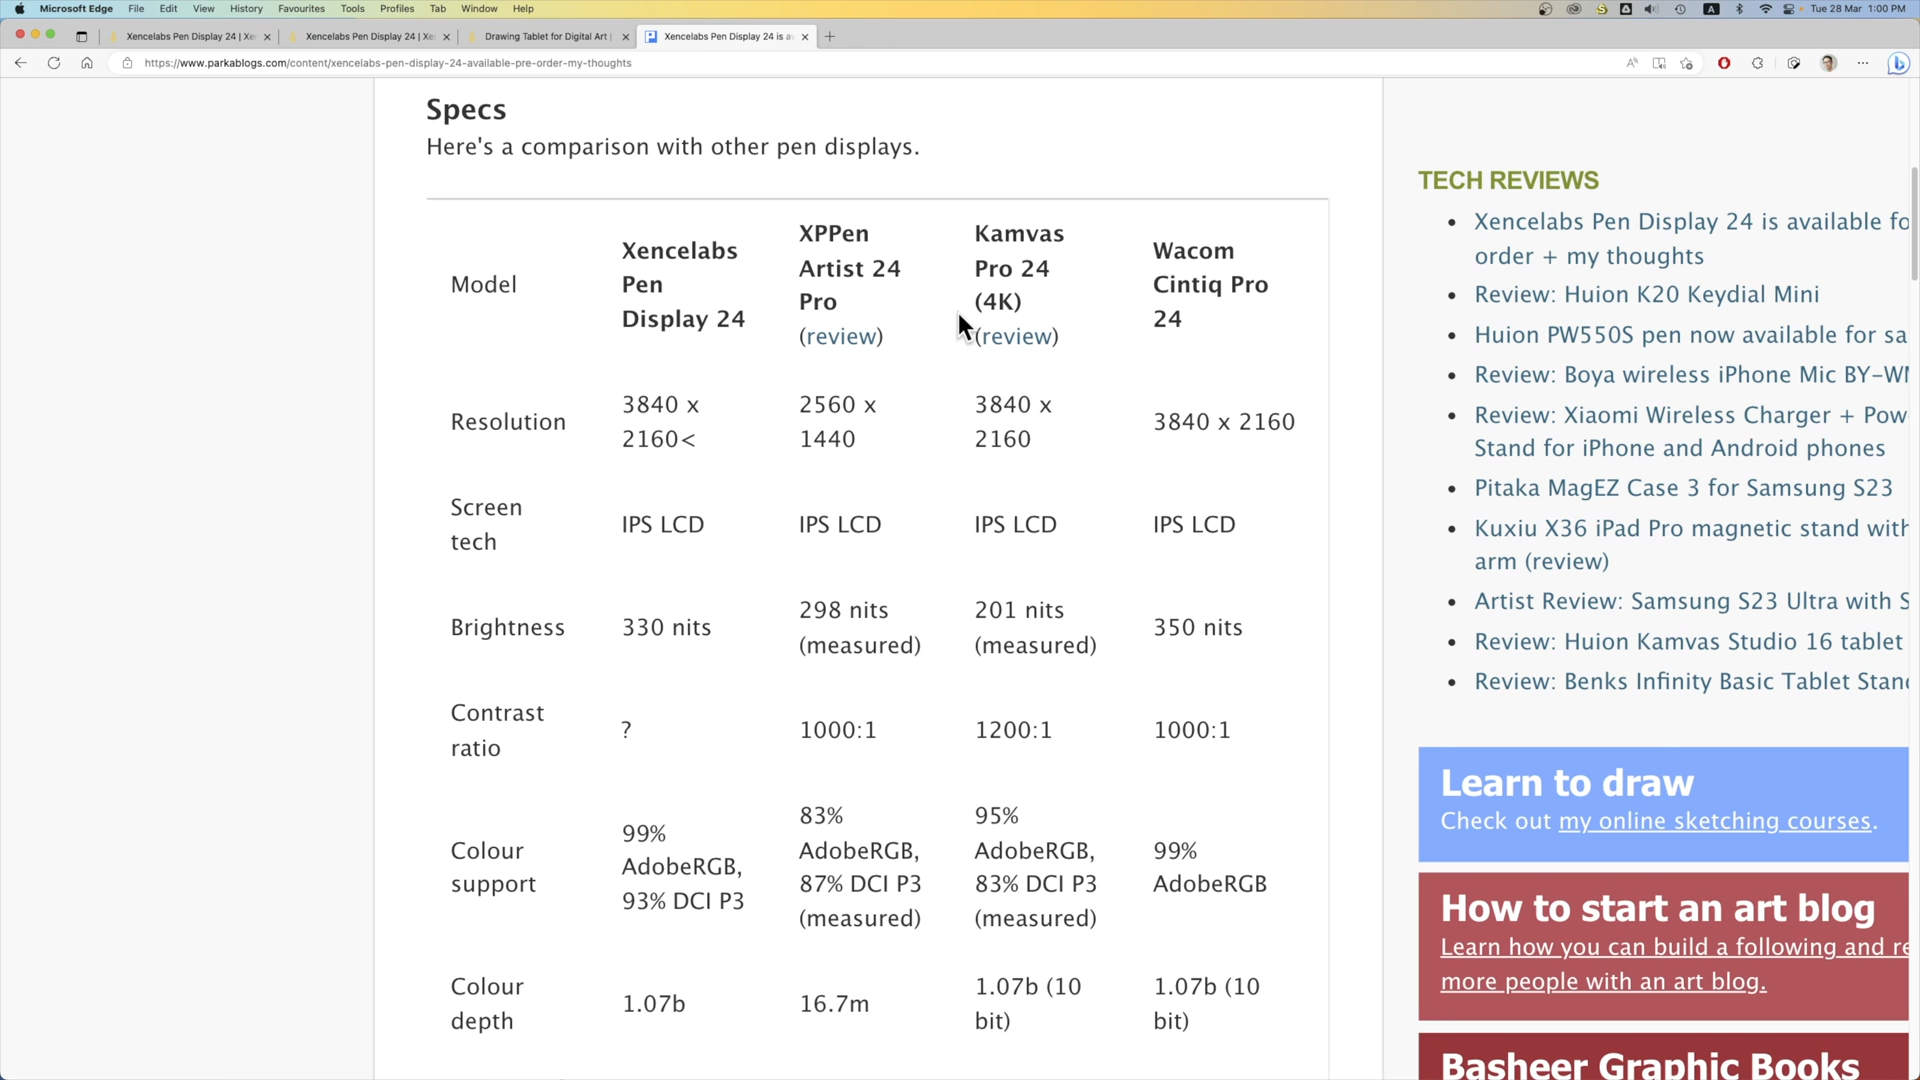 Microsoft Edge File Edit View History Favourites Tools Profiles Tab Window Help
A Tue 28 Mar 1:00 PM
Xencelabs Pen Display 24 | Xe
Xencelabs Pen Display 24 | Xe
Drawing Tablet for Digital Art |
Xencelabs Pen Display 24 is av
https://www.parkablogs.com/content/xencelabs-pen-display-24-available-pre-order-my-thoughts
Specs
Here's a comparison with other pen displays.
Model
Xencelabs
Pen
Display 24
XPPen
Artist 24
Pro
(review)
Kamvas
Pro 24
(4K)
(review)
Wacom
Cintiq Pro
24
Resolution
3840 x
2160<
2560 x
1440
3840 x
2160
3840 x 2160
Screen
tech
IPS LCD
IPS LCD
IPS LCD
IPS LCD
Brightness
330 nits
298 nits
(measured)
201 nits
(measured)
350 nits
Contrast
ratio
?
1000:1
1200:1
1000:1
Colour
support
99%
AdobeRGB,
93% DCI P3
83%
AdobeRGB,
87% DCI P3
(measured)
95%
AdobeRGB,
83% DCI P3
(measured)
99%
AdobeRGB
Colour
depth
1.07b
16.7m
1.07b (10
bit)
1.07b (10
bit)
TECH REVIEWS
Xencelabs Pen Display 24 is available fo
order + my thoughts
Review: Huion K20 Keydial Mini
Huion PW550S pen now available for sa
Review: Boya wireless iPhone Mic BY-WM
Review: Xiaomi Wireless Charger + Pow
Stand for iPhone and Android phones
Pitaka MagEZ Case 3 for Samsung S23
Kuxiu X36 iPad Pro magnetic stand with
arm (review)
Artist Review: Samsung S23 Ultra with S
Review: Huion Kamvas Studio 16 tablet
Review: Benks Infinity Basic Tablet Stand
Learn to draw
Check out my online sketching courses.
How to start an art blog
Learn how you can build a following and re
more people with an art blog.
Basheer Graphic Books